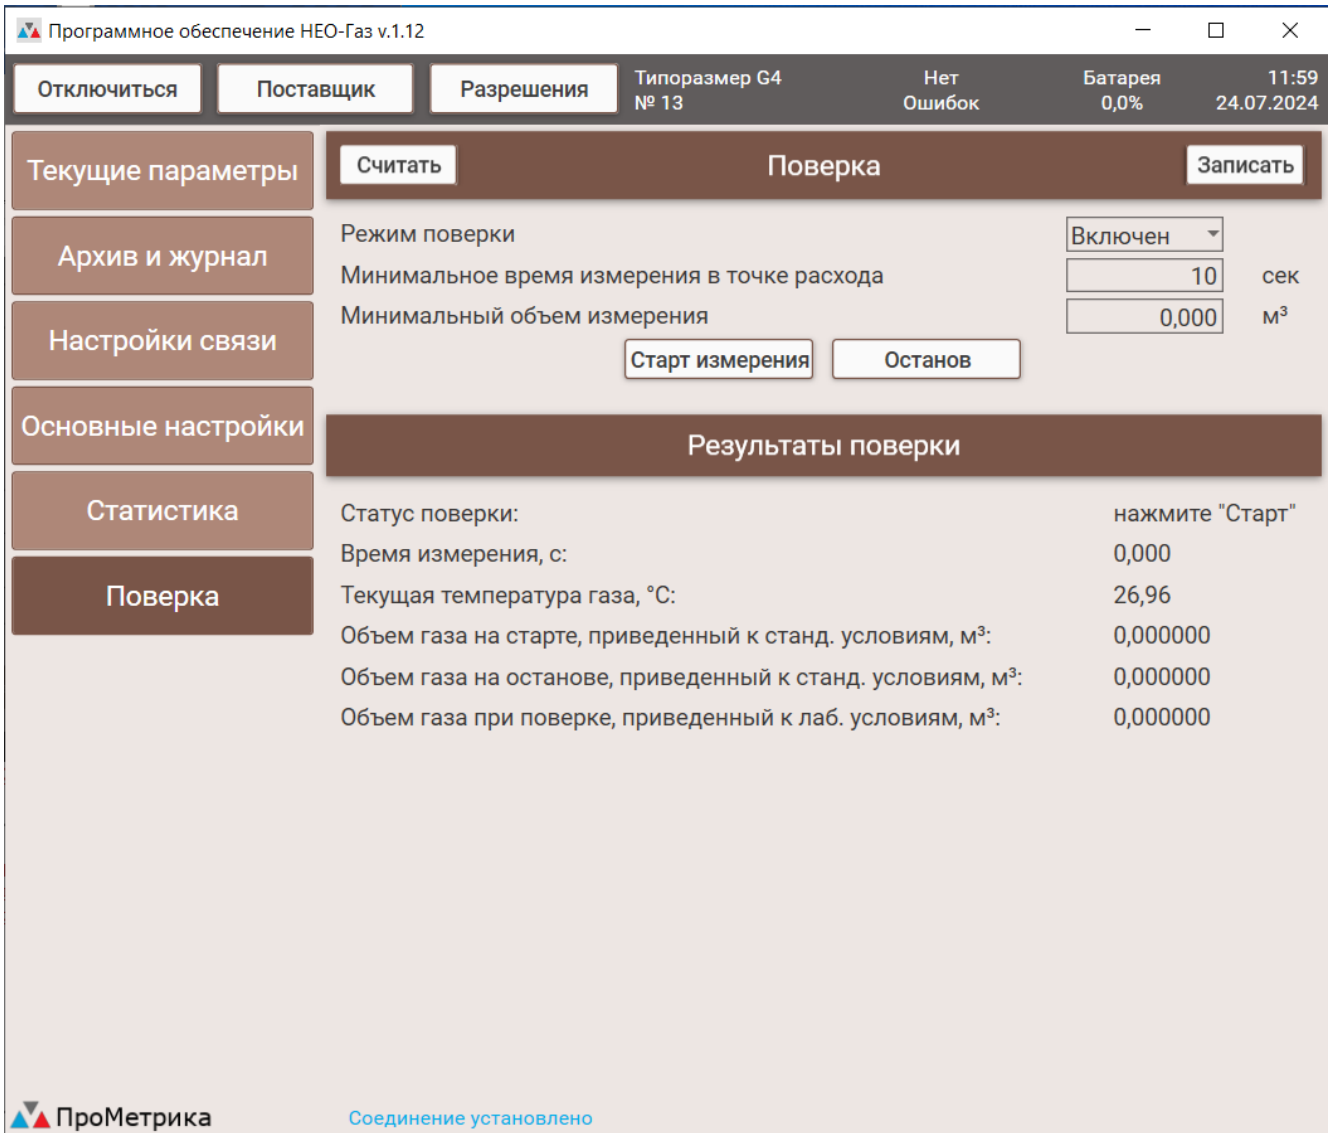 Программное обеспечение НЕО-Газ v.1.12
Отключиться
Поставщик
Разрешения
Типоразмер G4
№ 13
Нет
Ошибок
Батарея
0,0%
11:59
24.07.2024
Текущие параметры
Архив и журнал
Настройки связи
Основные настройки
Статистика
Поверка
Считать
Поверка
Записать
Режим поверки Включен
Минимальное время измерения в точке расхода 10 сек
Минимальный объем измерения 0,000 м³
Старт измерения
Останов
Результаты поверки
Статус поверки: нажмите "Старт"
Время измерения, с: 0,000
Текущая температура газа, °C: 26,96
Объем газа на старте, приведенный к станд. условиям, м³: 0,000000
Объем газа на останове, приведенный к станд. условиям, м³: 0,000000
Объем газа при поверке, приведенный к лаб. условиям, м³: 0,000000
ПроМетрика
Соединение установлено